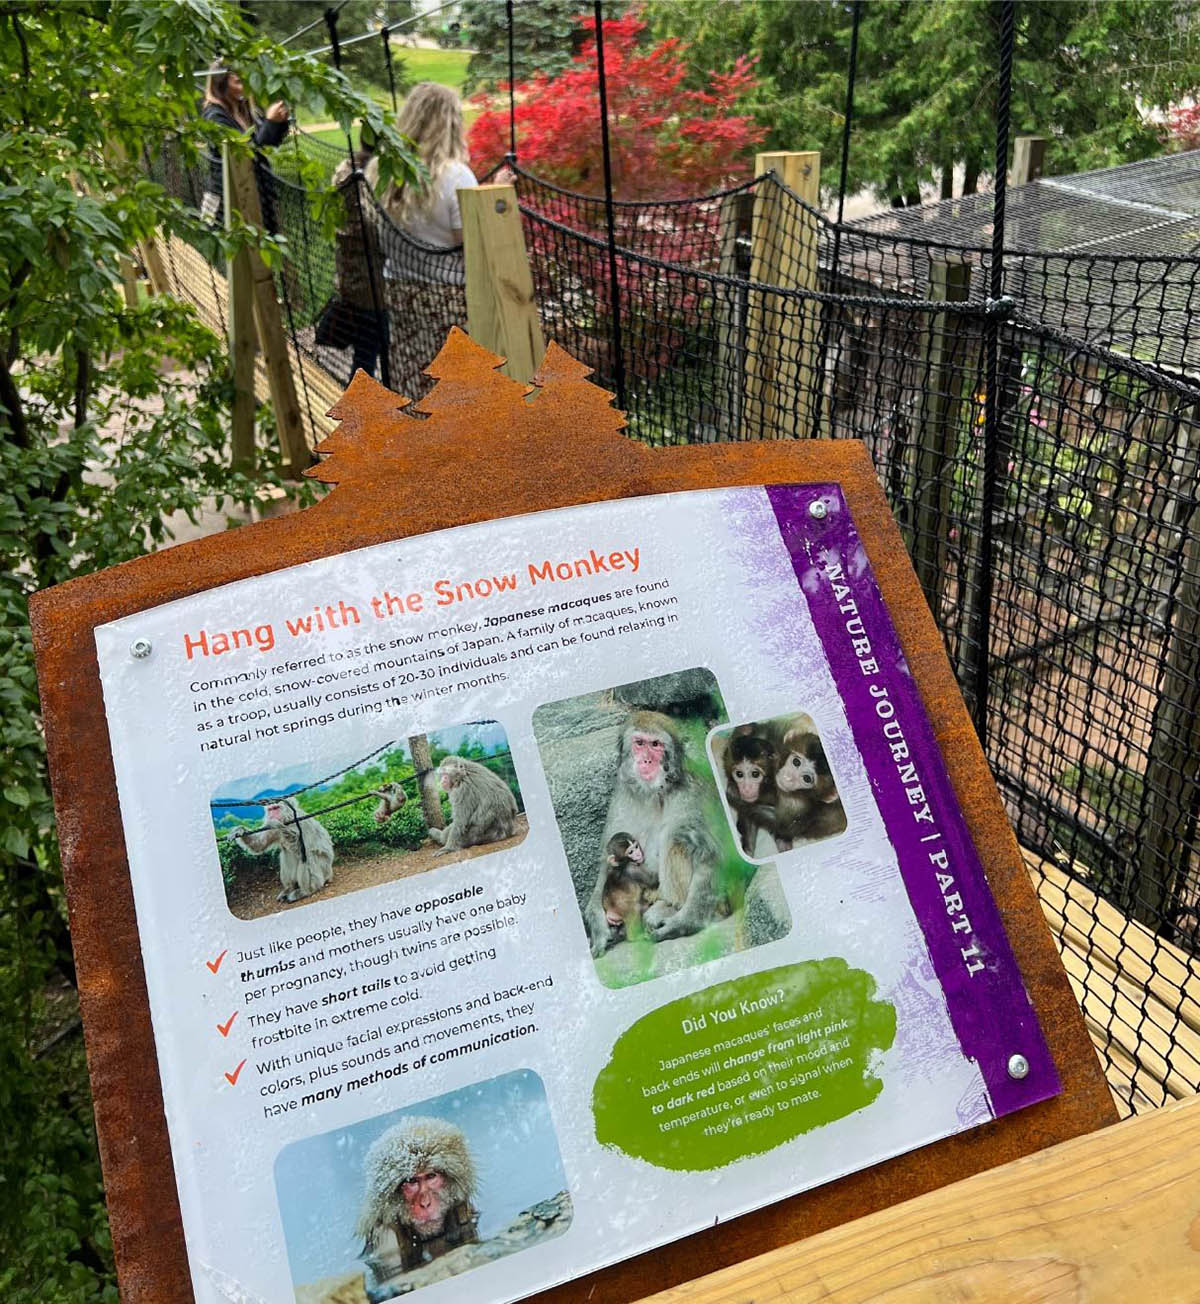 Hang with the Snow Monkey
Commonly referred to as the snow monkey, Japanese macaques are found
in the cold, snow-covered mountains of Japan. A family of macaques, known
as a troop, usually consists of 20-30 individuals and can be found relaxing in
natural hot springs during the winter months.
Just like people, they have opposable
thumbs and mothers usually have one baby
per pregnancy, though twins are possible.
They have short tails to avoid getting
frostbite in extreme cold.
With unique facial expressions and back-end
colors, plus sounds and movements, they
have many methods of communication.
Did You Know?
Japanese macaques' faces and
back ends will change from light pink
to dark red based on their mood and
temperature, or even to signal when
they're ready to mate.
NATURE JOURNEY | PART 11